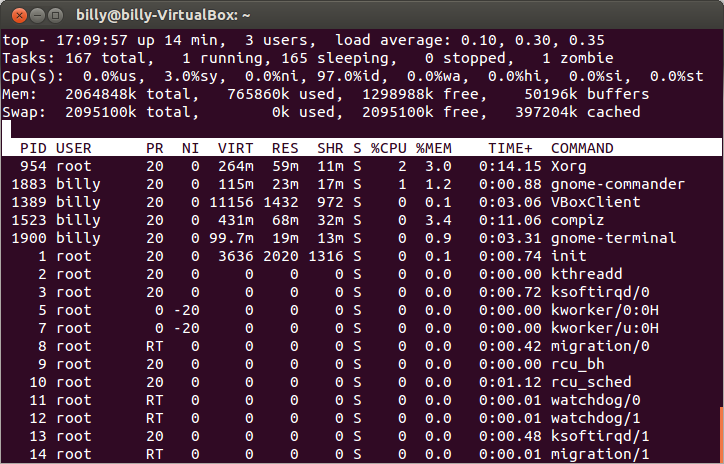 billy@billy-VirtualBox: ~
top - 17:09:57 up 14 min,  3 users,  load average: 0.10, 0.30, 0.35
Tasks: 167 total,   1 running, 165 sleeping,   0 stopped,   1 zombie
Cpu(s):  0.0%us,  3.0%sy,  0.0%ni, 97.0%id,  0.0%wa,  0.0%hi,  0.0%si,  0.0%st
Mem:   2064848k total,   765860k used,  1298988k free,    50196k buffers
Swap:  2095100k total,        0k used,  2095100k free,   397204k cached
  PID USER      PR  NI  VIRT  RES  SHR S %CPU %MEM    TIME+  COMMAND
  954 root      20   0  264m  59m  11m S    2  3.0   0:14.15 Xorg
 1883 billy     20   0  115m  23m  17m S    1  1.2   0:00.88 gnome-commander
 1389 billy     20   0 11156 1432  972 S    0  0.1   0:03.06 VBoxClient
 1523 billy     20   0  431m  68m  32m S    0  3.4   0:11.06 compiz
 1900 billy     20   0 99.7m  19m  13m S    0  0.9   0:03.31 gnome-terminal
    1 root      20   0  3636 2020 1316 S    0  0.1   0:00.74 init
    2 root      20   0     0    0    0 S    0  0.0   0:00.00 kthreadd
    3 root      20   0     0    0    0 S    0  0.0   0:00.72 ksoftirqd/0
    5 root       0 -20     0    0    0 S    0  0.0   0:00.00 kworker/0:0H
    7 root       0 -20     0    0    0 S    0  0.0   0:00.00 kworker/u:0H
    8 root      RT   0     0    0    0 S    0  0.0   0:00.42 migration/0
    9 root      20   0     0    0    0 S    0  0.0   0:00.00 rcu_bh
   10 root      20   0     0    0    0 S    0  0.0   0:01.12 rcu_sched
   11 root      RT   0     0    0    0 S    0  0.0   0:00.01 watchdog/0
   12 root      RT   0     0    0    0 S    0  0.0   0:00.01 watchdog/1
   13 root      20   0     0    0    0 S    0  0.0   0:00.48 ksoftirqd/1
   14 root      RT   0     0    0    0 S    0  0.0   0:00.01 migration/1